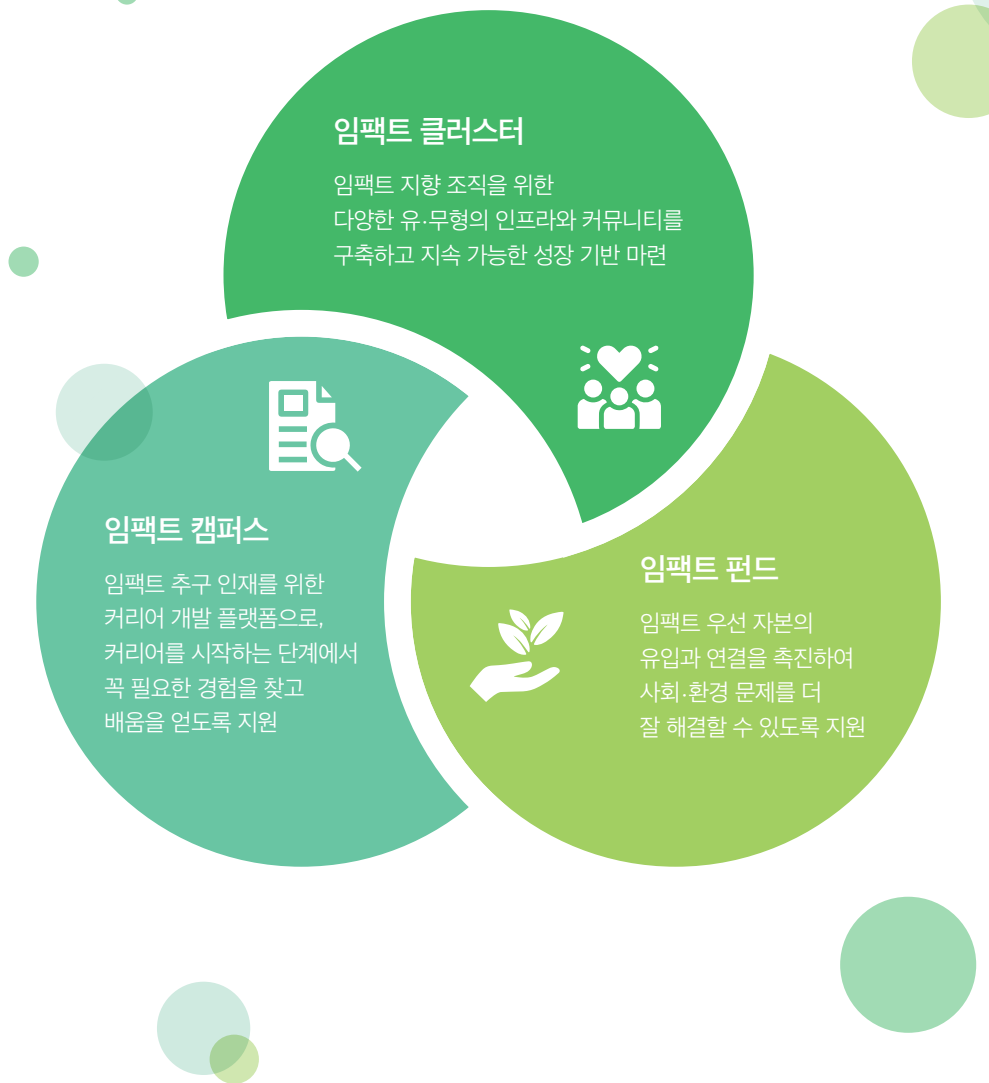 임팩트 클러스터
임팩트 지향 조직을 위한
다양한 유·무형의 인프라와 커뮤니티를
구축하고 지속 가능한 성장 기반 마련
임팩트 캠퍼스
임팩트 추구 인재를 위한
커리어 개발 플랫폼으로,
커리어를 시작하는 단계에서
꼭 필요한 경험을 찾고
배움을 얻도록 지원
임팩트 펀드
임팩트 우선 자본의
유입과 연결을 촉진하여
사회·환경 문제를 더
잘 해결할 수 있도록 지원